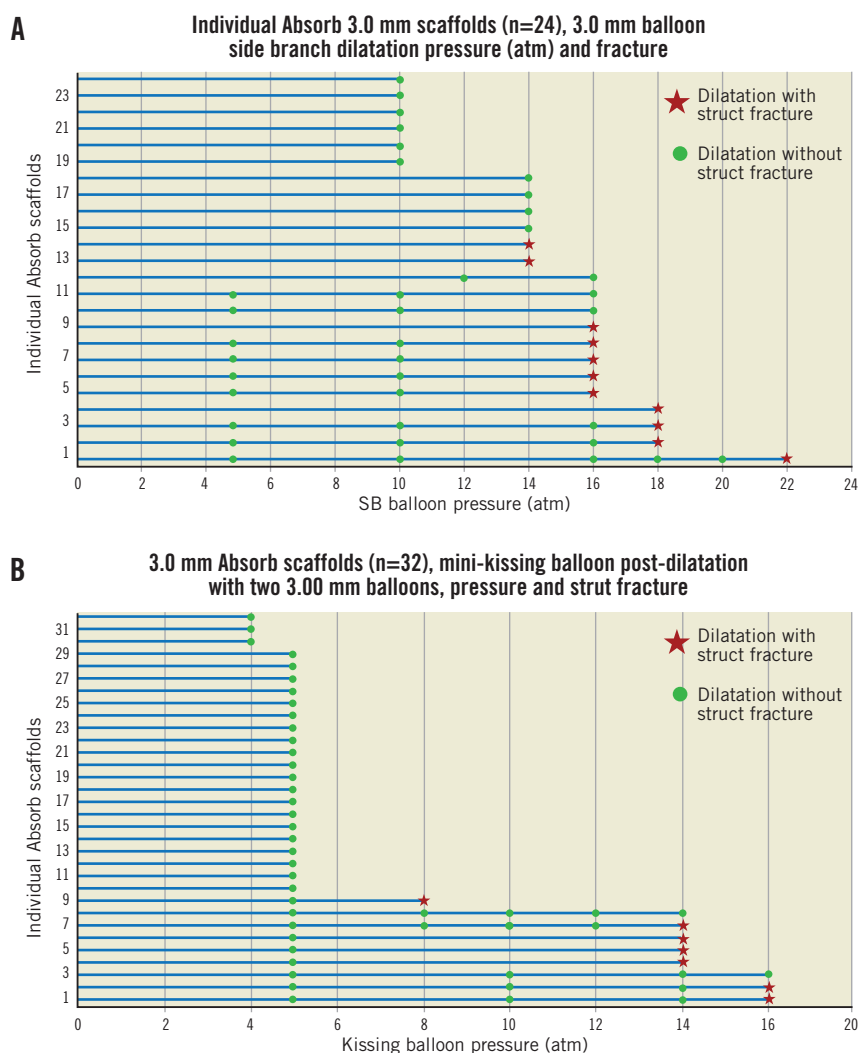 A
Individual Absorb 3.0 mm scaffolds (n=24), 3.0 mm balloon
side branch dilatation pressure (atm) and fracture
Individual Absorb scaffolds
23
21
19
17
15
13
11
9
7
5
3
1
Dilatation with
struct fracture
Dilatation without
struct fracture
0 2 4 6 8 10 12 14 16 18 20 22 24
SB balloon pressure (atm)
B
3.0 mm Absorb scaffolds (n=32), mini-kissing balloon post-dilatation
with two 3.00 mm balloons, pressure and strut fracture
Individual Absorb scaffolds
31
29
27
25
23
21
19
17
15
13
11
9
7
5
3
1
Dilatation with
struct fracture
Dilatation without
struct fracture
0 2 4 6 8 10 12 14 16 18 20
Kissing balloon pressure (atm)